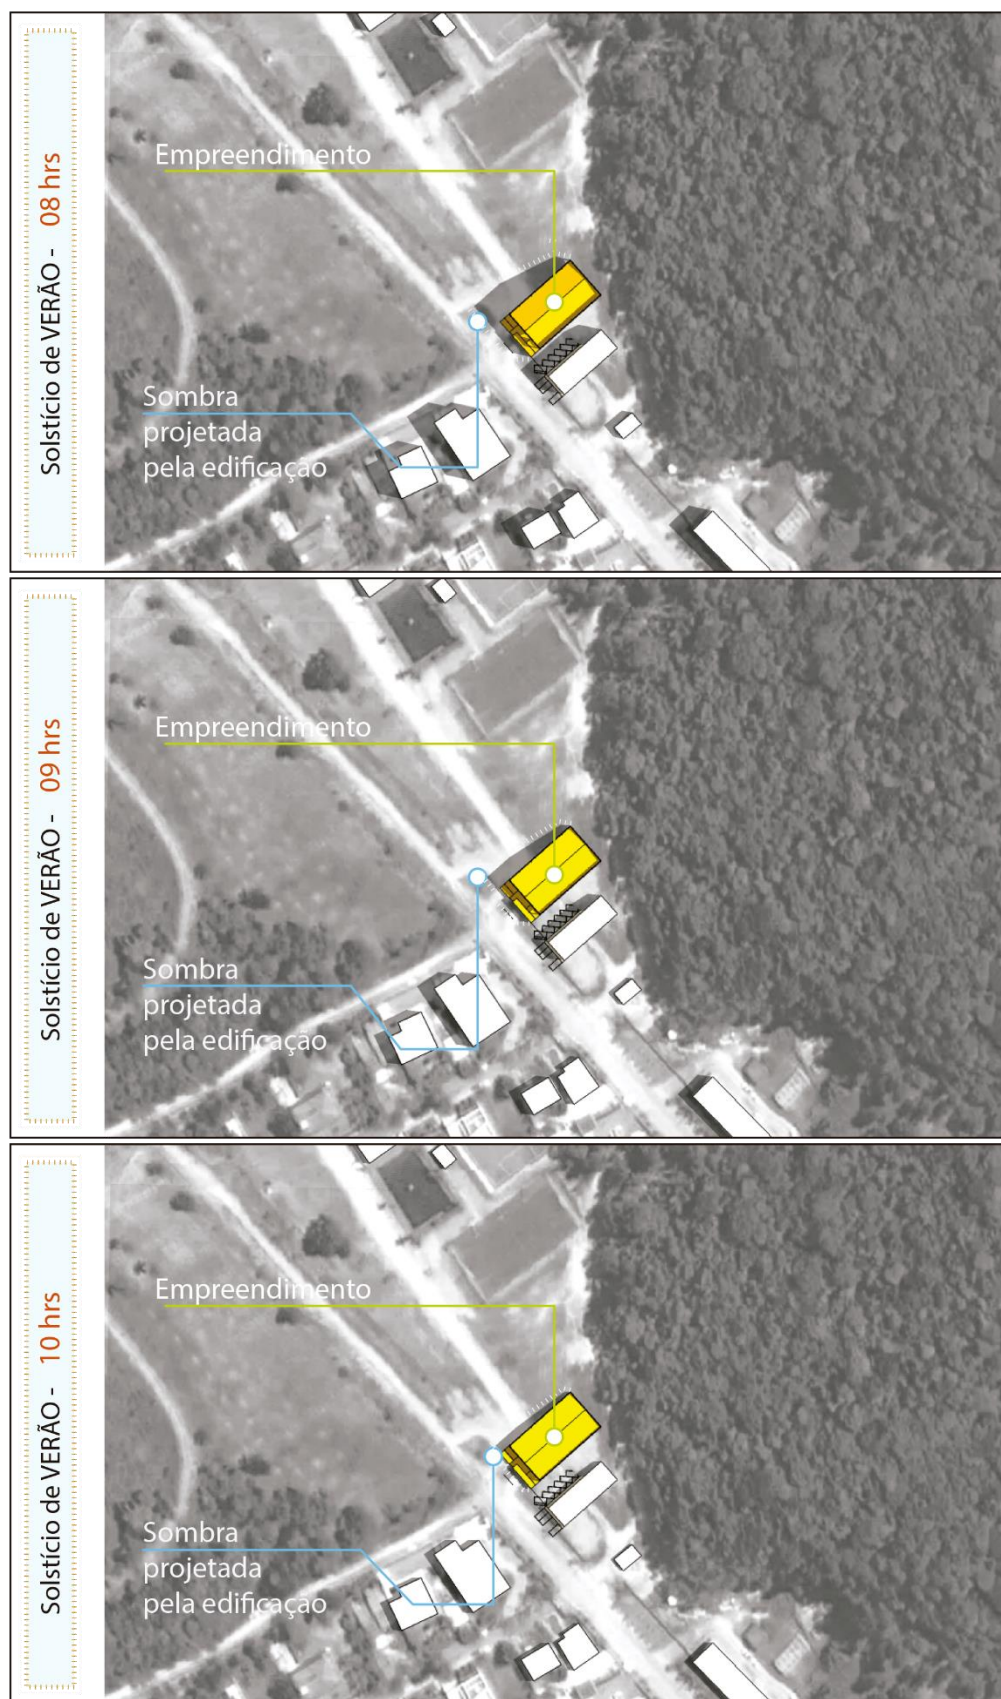 Solstício de VERÃO - 08 hrs
Empreendimento
Sombra
projetada
pela edificação
Solstício de VERÃO - 09 hrs
Empreendimento
Sombra
projetada
pela edificação
Solstício de VERÃO - 10 hrs
Empreendimento
Sombra
projetada
pela edificação